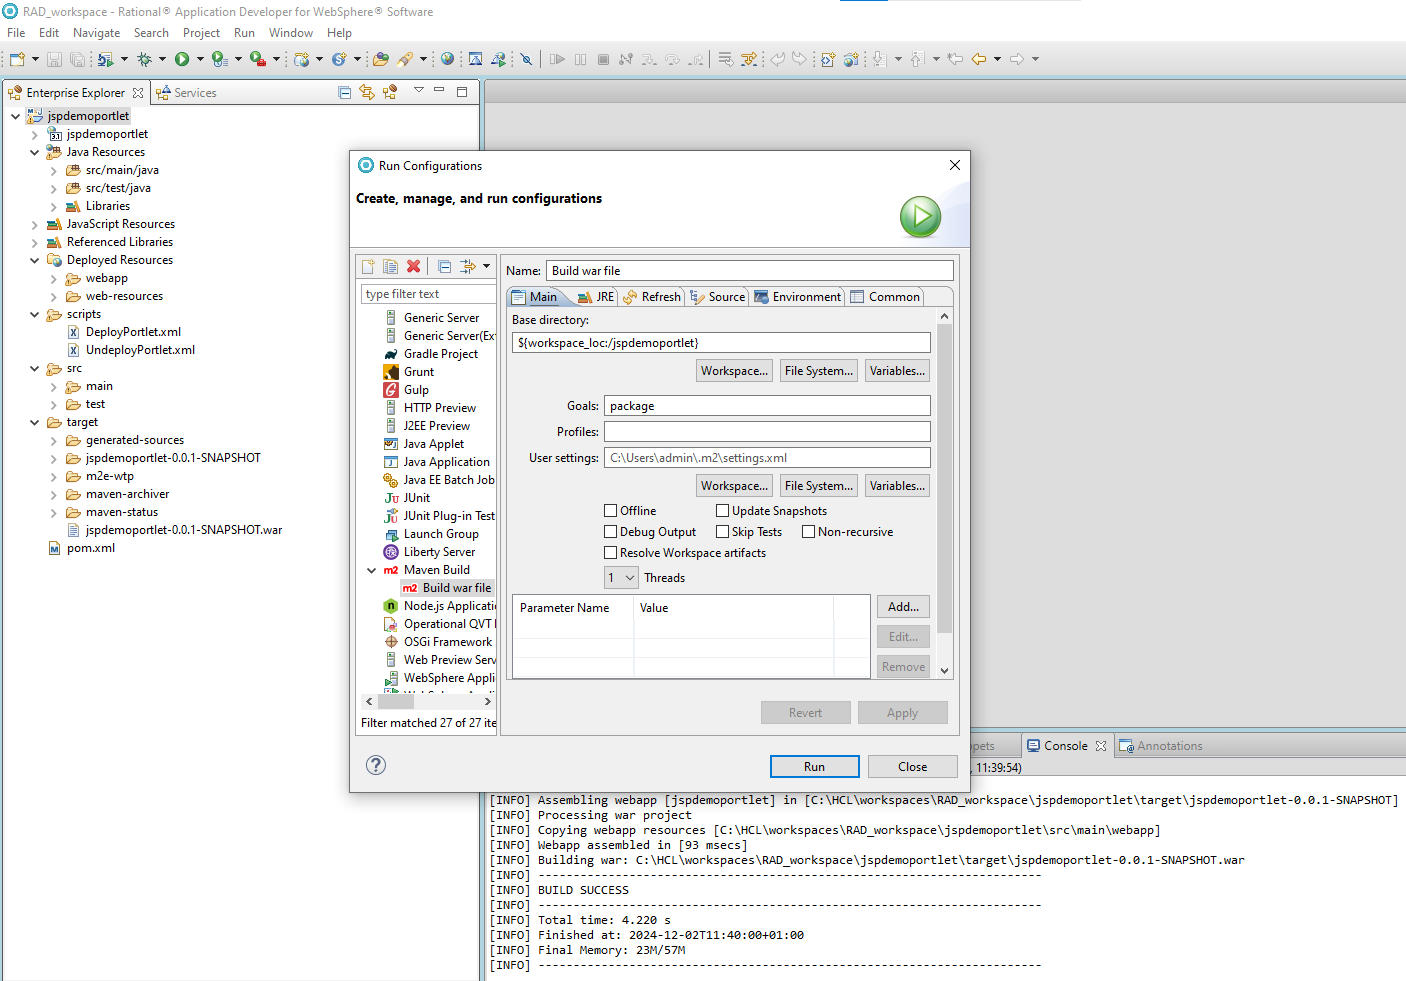 RAD_workspace - Rational® Application Developer for WebSphere® Software
File Edit Navigate Search Project Run Window Help
Enterprise Explorer
Services
jspdemoportlet
jspdemoportlet
Java Resources
src/main/java
src/test/java
Libraries
JavaScript Resources
Referenced Libraries
Deployed Resources
webapp
web-resources
scripts
DeployPortlet.xml
UndeployPortlet.xml
src
main
test
target
generated-sources
jspdemoportlet-0.0.1-SNAPSHOT
m2e-wtp
maven-archiver
maven-status
jspdemoportlet-0.0.1-SNAPSHOT.war
pom.xml
Run Configurations
Create, manage, and run configurations
type filter text
Generic Server
Generic Server(Ext
Gradle Project
Grunt
Gulp
HTTP Preview
J2EE Preview
Java Applet
Java Application
Java EE Batch Job
JUnit
JUnit Plug-in Test
Launch Group
Liberty Server
Maven Build
Build war file
Node.js Applicati
Operational QVT
OSGi Framework
Web Preview Serv
WebSphere Appli
Filter matched 27 of 27 ite
Name: Build war file
Main JRE Refresh Source Environment Common
Base directory:
${workspace_loc:/jspdemoportlet}
Workspace... File System... Variables...
Goals: package
Profiles:
User settings: C:\Users\admin\.m2\settings.xml
Workspace... File System... Variables...
Offline Update Snapshots
Debug Output Skip Tests Non-recursive
Resolve Workspace artifacts
1 Threads
Parameter Name Value
Add...
Edit...
Remove
Revert Apply
Run Close
ppets Console Annotations
, 11:39:54)
[INFO] Assembling webapp [jspdemoportlet] in [C:\HCL\workspaces\RAD_workspace\jspdemoportlet\target\jspdemoportlet-0.0.1-SNAPSHOT]
[INFO] Processing war project
[INFO] Copying webapp resources [C:\HCL\workspaces\RAD_workspace\jspdemoportlet\src\main\webapp]
[INFO] Webapp assembled in [93 msecs]
[INFO] Building war: C:\HCL\workspaces\RAD_workspace\jspdemoportlet\target\jspdemoportlet-0.0.1-SNAPSHOT.war
[INFO] ------------------------------------------------------------------------
[INFO] BUILD SUCCESS
[INFO] ------------------------------------------------------------------------
[INFO] Total time: 4.220 s
[INFO] Finished at: 2024-12-02T11:40:00+01:00
[INFO] Final Memory: 23M/57M
[INFO] ------------------------------------------------------------------------